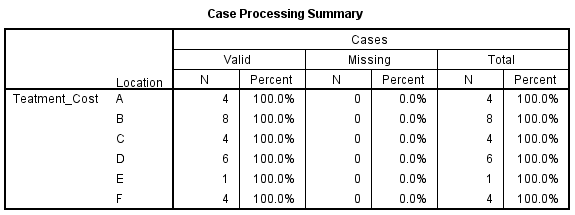 Case Processing Summary
Cases
Valid Missing Total
Location N Percent N Percent N Percent
Teatment_Cost A 4 100.0% 0 0.0% 4 100.0%
B 8 100.0% 0 0.0% 8 100.0%
C 4 100.0% 0 0.0% 4 100.0%
D 6 100.0% 0 0.0% 6 100.0%
E 1 100.0% 0 0.0% 1 100.0%
F 4 100.0% 0 0.0% 4 100.0%